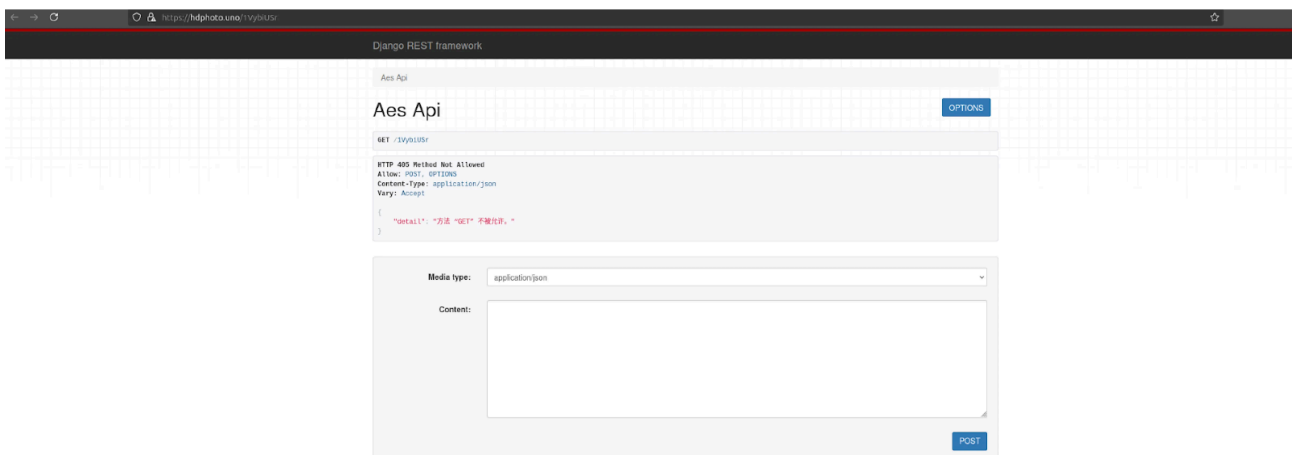 https://hdphoto.uno/1VybiUSr
Django REST framework
Aes Api
Aes Api
OPTIONS
GET /1VybiUSr
HTTP 405 Method Not Allowed
Allow: POST, OPTIONS
Content-Type: application/json
Vary: Accept
{
"detail": "方法 “GET” 不被允许。"
}
Media type:
application/json
Content:
POST